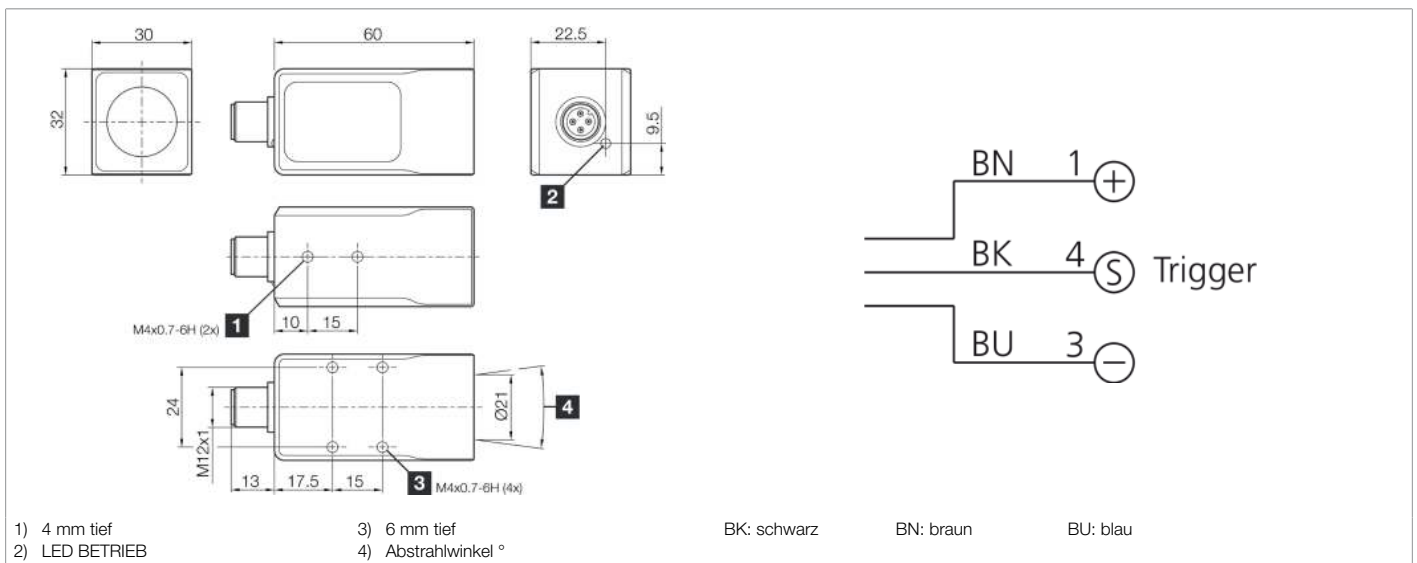 30
60
22.5
32
9.5
2
BN 1 +
BK 4 S Trigger
BU 3 −
M4x0.7-6H (2x) 1 10 15
24
M12x1
Ø21
4
13 17.5 15 3 M4x0.7-6H (4x)
1) 4 mm tief
2) LED BETRIEB
3) 6 mm tief
4) Abstrahlwinkel °
BK: schwarz BN: braun BU: blau